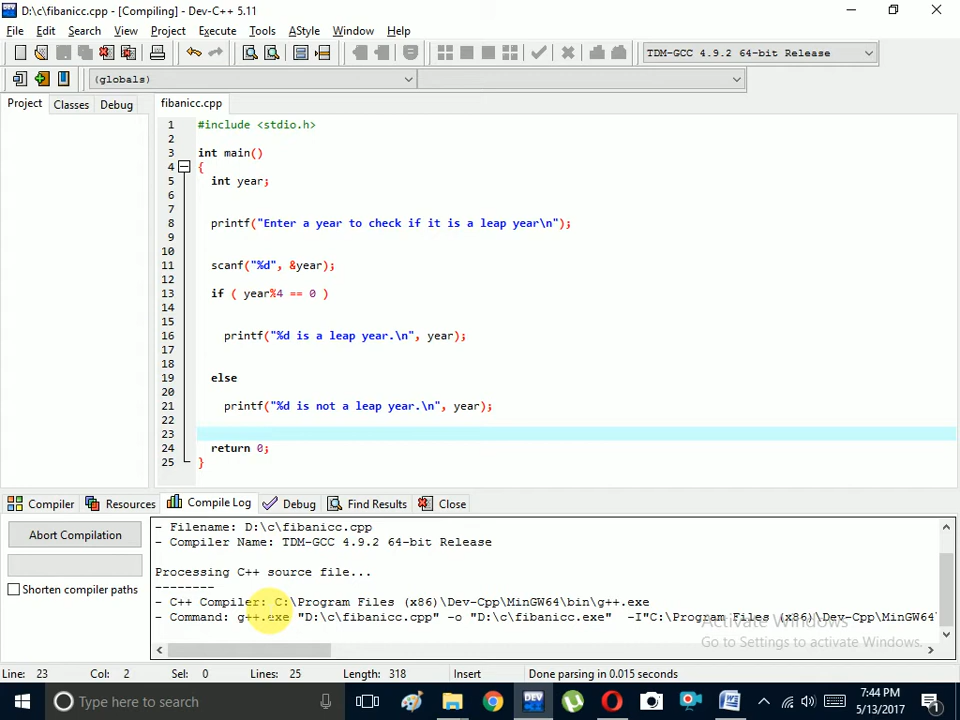 D:\c\fibanicc.cpp - [Compiling] - Dev-C++ 5.11
File Edit Search View Project Execute Tools AStyle Window Help
TDM-GCC 4.9.2 64-bit Release
(globals)
Project Classes Debug fibanicc.cpp
1 #include <stdio.h>
2
3 int main()
4 {
5 int year;
6
7
8 printf("Enter a year to check if it is a leap year\n");
9
10
11 scanf("%d", &year);
12
13 if ( year%4 == 0 )
14
15
16 printf("%d is a leap year.\n", year);
17
18
19 else
20
21 printf("%d is not a leap year.\n", year);
22
23
24 return 0;
25 }
Compiler Resources Compile Log Debug Find Results Close
Abort Compilation
Shorten compiler paths
- Filename: D:\c\fibanicc.cpp
- Compiler Name: TDM-GCC 4.9.2 64-bit Release
Processing C++ source file...
--------
- C++ Compiler: C:\Program Files (x86)\Dev-Cpp\MinGW64\bin\g++.exe
- Command: g++.exe "D:\c\fibanicc.cpp" -o "D:\c\fibanicc.exe" -I"C:\Program Files (x86)\Dev-Cpp\MinGW64
Activate Windows
Go to Settings to activate Windows.
Line: 23 Col: 2 Sel: 0 Lines: 25 Length: 318 Insert Done parsing in 0.015 seconds
Type here to search
7:44 PM
5/13/2017
1